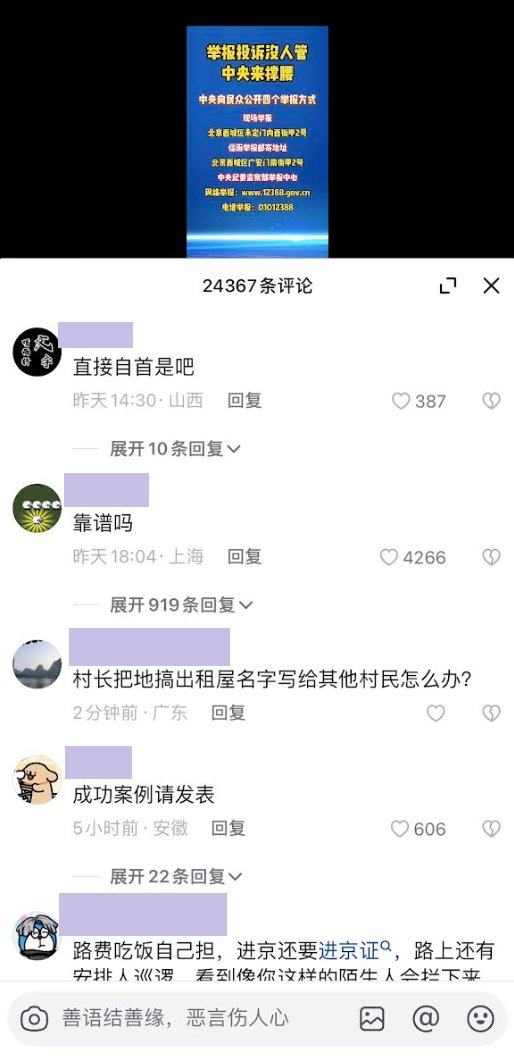 举报投诉没人管
中央来撑腰
中央向民众公开四个举报方式
现场举报
北京西城区永定门内西街甲2号
信函举报邮寄地址
北京西城区广安门南街甲2号
中央纪委监察部举报中心
网络举报：www.12388.gov.cn
电话举报：01012388
24367条评论
直接自首是吧
昨天14:30·山西 回复 387
展开10条回复
靠谱吗
昨天18:04·上海 回复 4266
展开919条回复
村长把地搞出租屋名字写给其他村民怎么办？
2分钟前·广东 回复
成功案例请发表
5小时前·安徽 回复 606
展开22条回复
路费吃饭自己担，进京还要进京证，路上还有
安排人巡逻，看到像你这样的陌生人会拦下来
善语结善缘，恶言伤人心